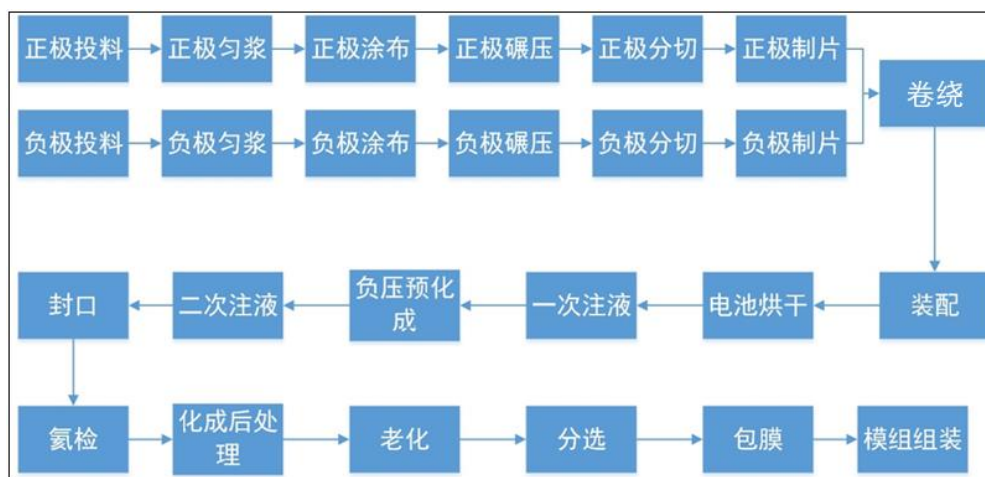 正极投料
正极匀浆
正极涂布
正极碾压
正极分切
正极制片
卷绕
负极投料
负极匀浆
负极涂布
负极碾压
负极分切
负极制片
装配
电池烘干
一次注液
负压预化
成
二次注液
封口
氦检
化成后处
理
老化
分选
包膜
模组组装